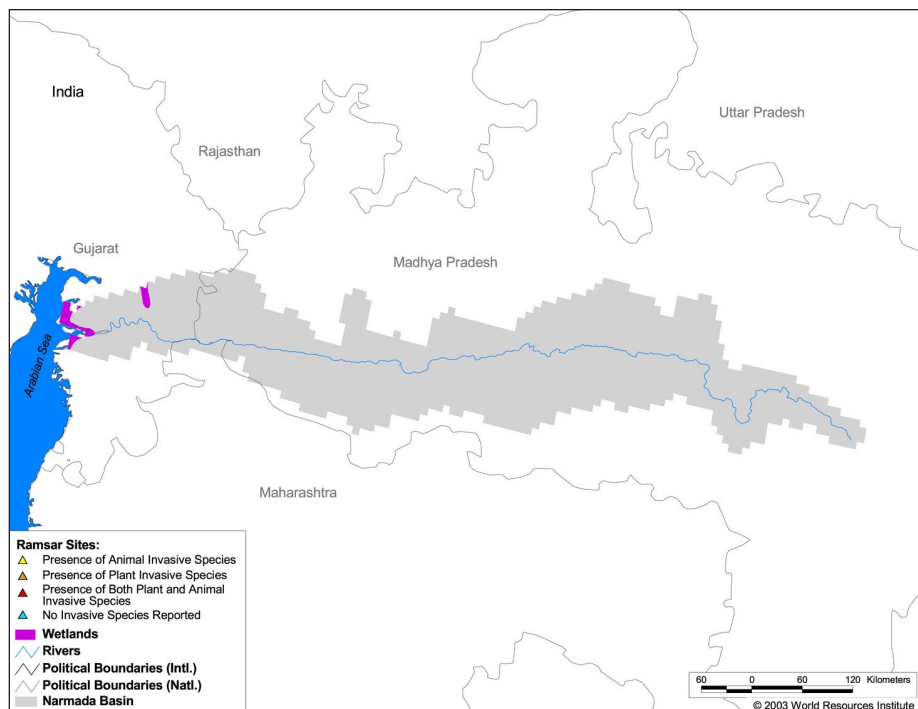 India
Uttar Pradesh
Rajasthan
Gujarat
Madhya Pradesh
Arabian Sea
Maharashtra
Ramsar Sites:
Presence of Animal Invasive Species
Presence of Plant Invasive Species
Presence of Both Plant and Animal
Invasive Species
No Invasive Species Reported
Wetlands
Rivers
Political Boundaries (Intl.)
Political Boundaries (Natl.)
Narmada Basin
60 0 60 120 Kilometers
© 2003 World Resources Institute